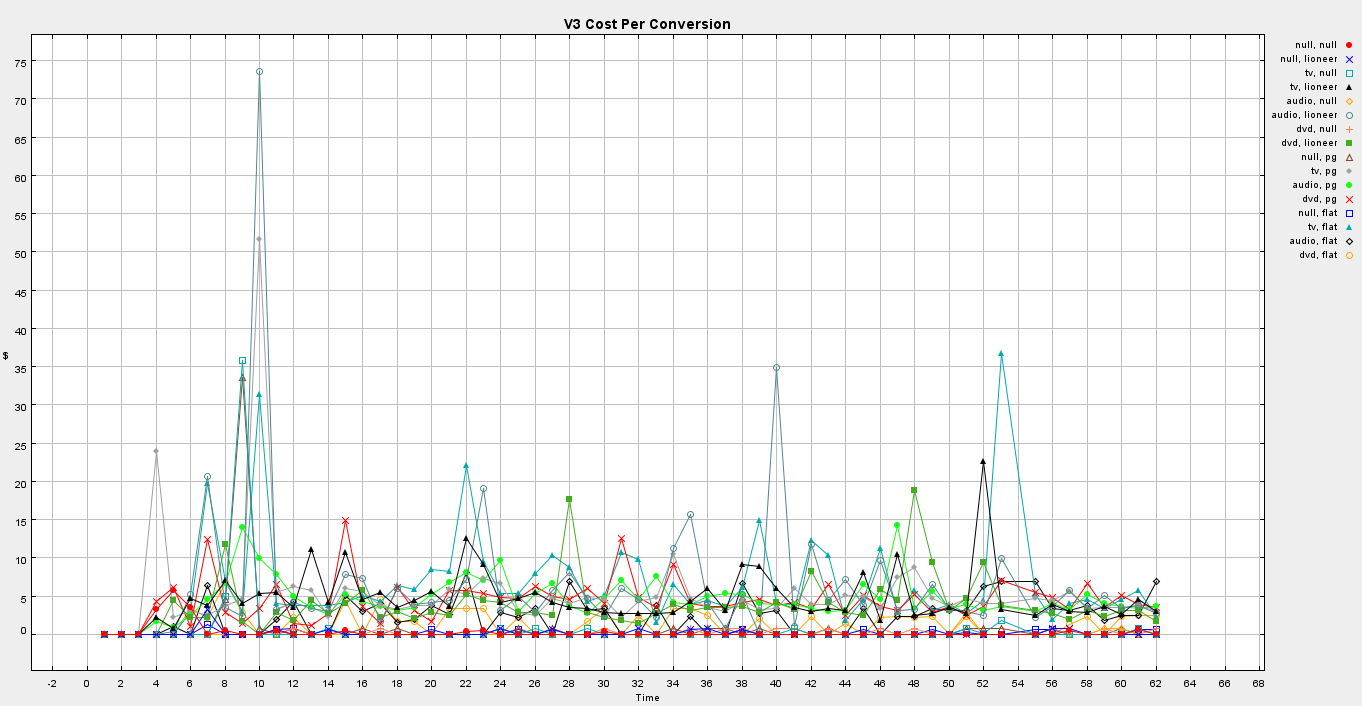 V3 Cost Per Conversion
null, null
null, lioneer
tv, null
tv, lioneer
audio, null
audio, lioneer
dvd, null
dvd, lioneer
null, pg
tv, pg
audio, pg
dvd, pg
null, flat
tv, flat
audio, flat
dvd, flat
75
70
65
60
55
50
45
40
35
$
30
25
20
15
10
5
0
-2 0 2 4 6 8 10 12 14 16 18 20 22 24 26 28 30 32 34 36 38 40 42 44 46 48 50 52 54 56 58 60 62 64 66 68
Time